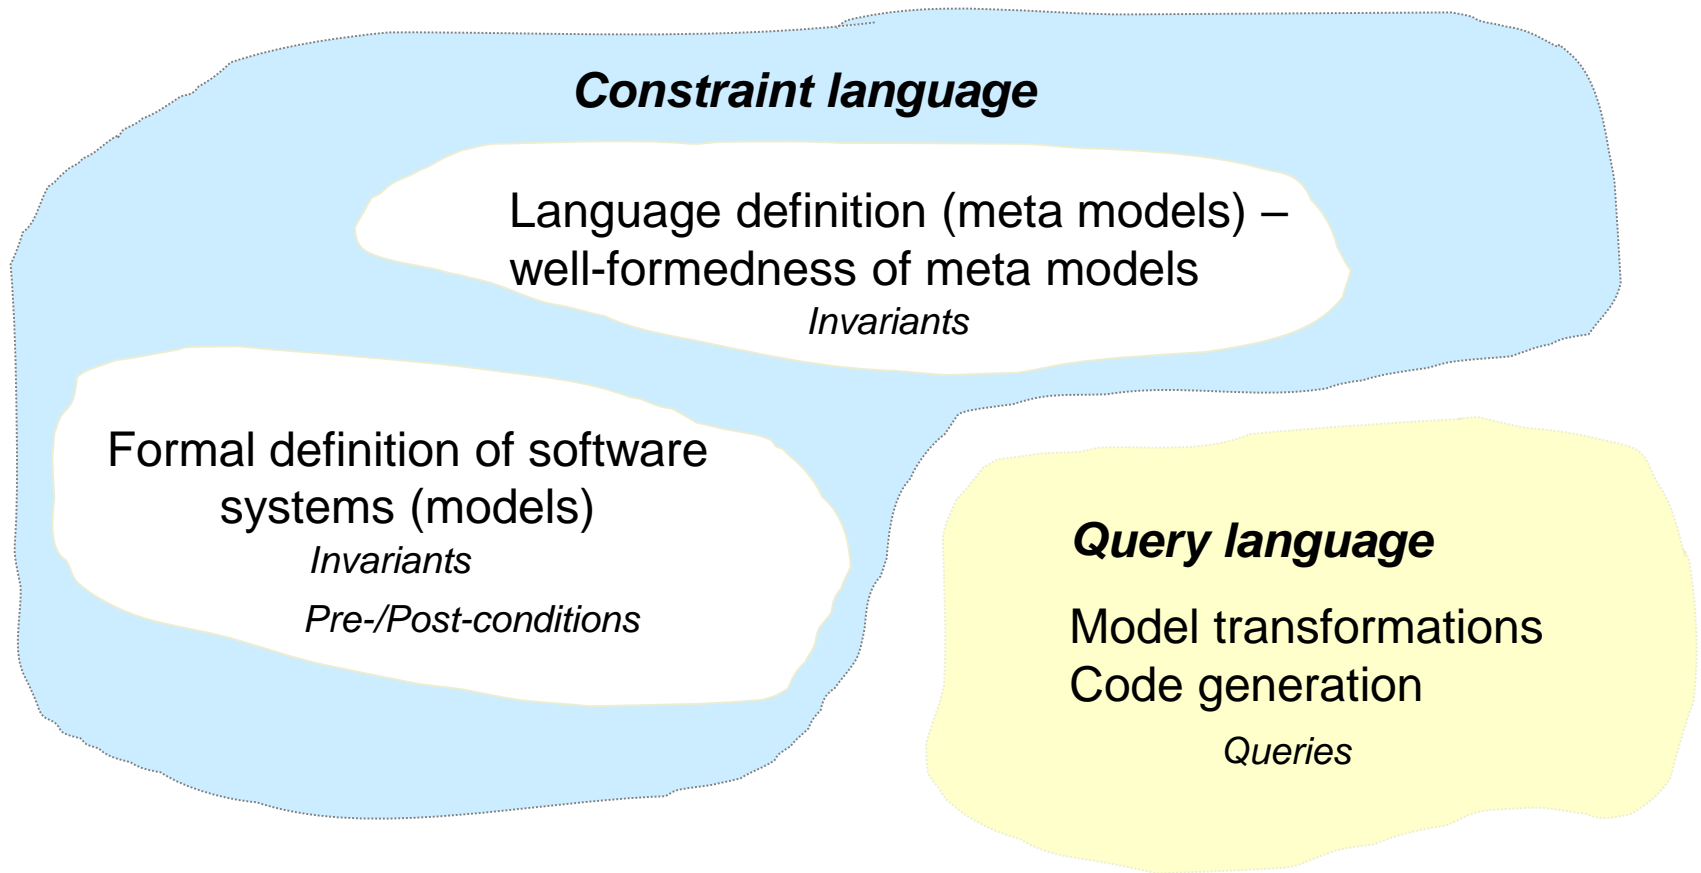 Constraint language
Language definition (meta models) –
well-formedness of meta models
Invariants
Formal definition of software
systems (models)
Invariants
Pre-/Post-conditions
Query language
Model transformations
Code generation
Queries